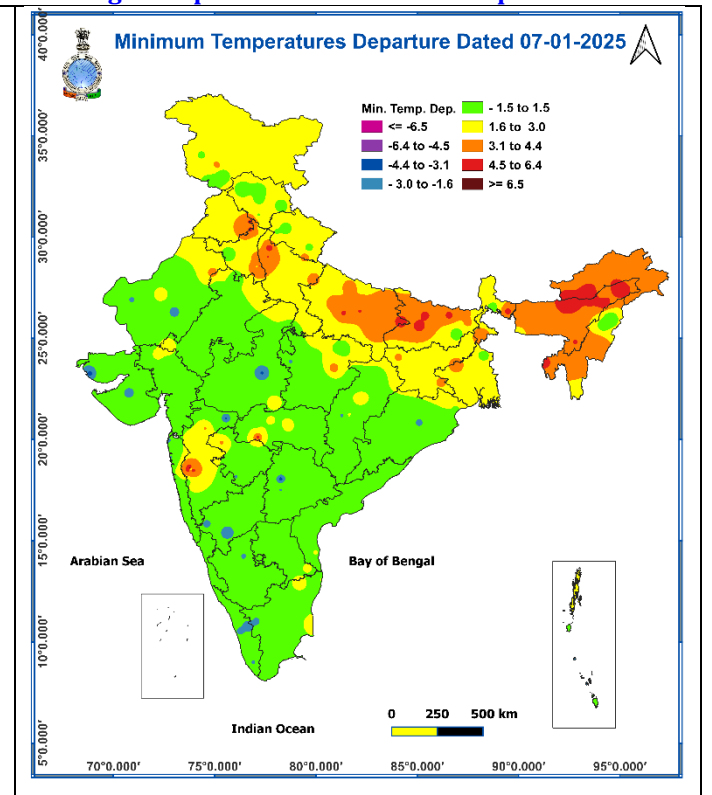 Minimum Temperatures Departure Dated 07-01-2025
Min. Temp. Dep.
<= -6.5
-6.4 to -4.5
-4.4 to -3.1
- 3.0 to -1.6
- 1.5 to 1.5
1.6 to 3.0
3.1 to 4.4
4.5 to 6.4
>= 6.5
40°0.000'
35°0.000'
30°0.000'
25°0.000'
20°0.000'
15°0.000'
10°0.000'
5°0.000'
Arabian Sea
Bay of Bengal
Indian Ocean
0 250 500 km
70°0.000' 75°0.000' 80°0.000' 85°0.000' 90°0.000' 95°0.000'